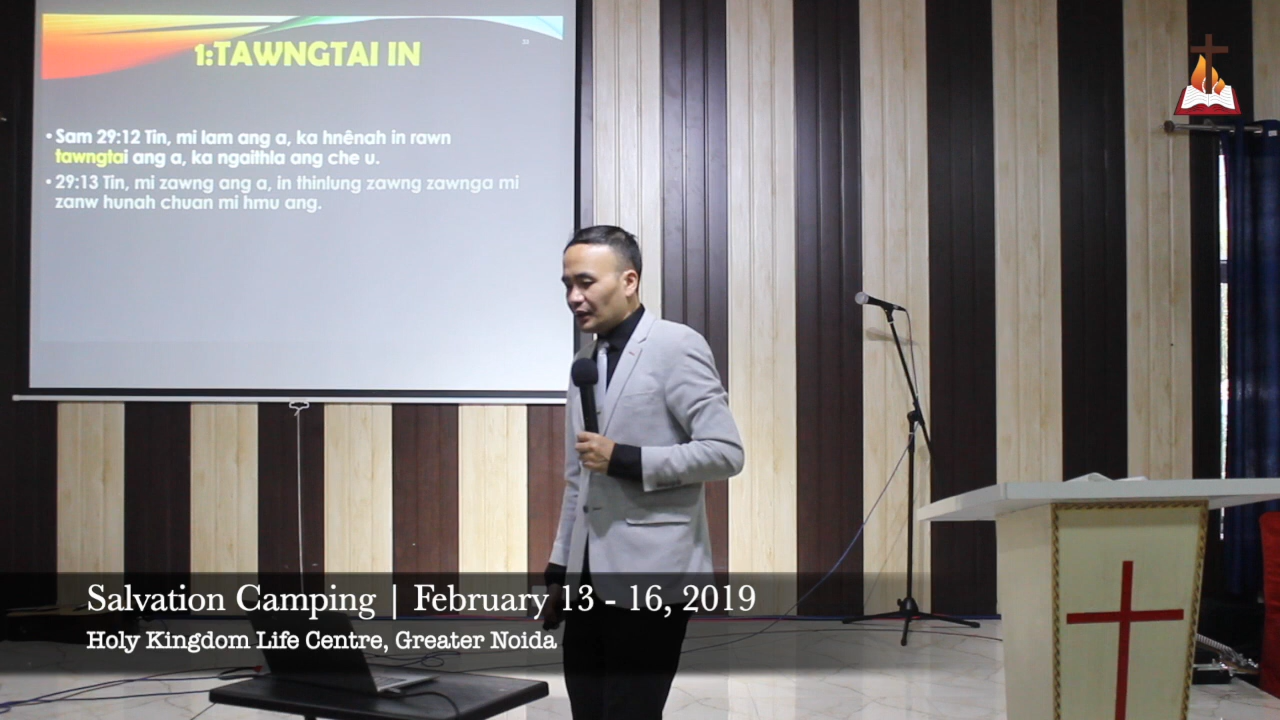 1:TAWNGTAI IN
• Sam 29:12 Tin, mi lam ang a, ka hnênah in rawn
tawngtai ang a, ka ngaithla ang che u.
• 29:13 Tin, mi zawng ang a, in thinlung zawng zawnga mi
zanw hunah chuan mi hmu ang.
Salvation Camping | February 13 - 16, 2019
Holy Kingdom Life Centre, Greater Noida